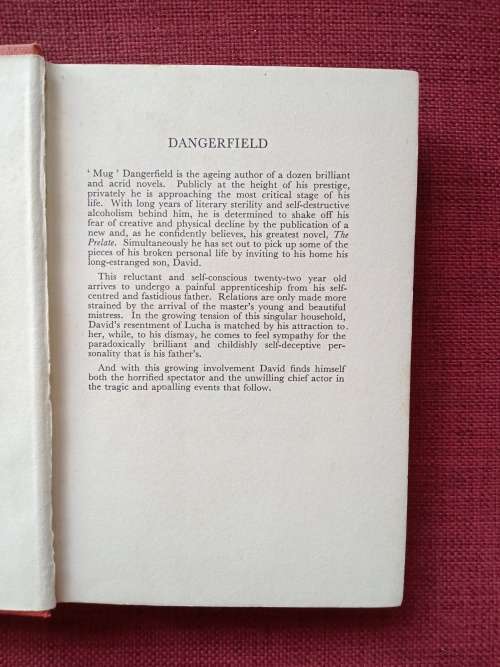 DANGERFIELD
‘ Mug ’ Dangerfield is the ageing author of a dozen brilliant
and acrid novels. Publicly at the height of his prestige,
privately he is approaching the most critical stage of his
life. With long years of literary sterility and self-destructive
alcoholism behind him, he is determined to shake off his
fear of creative and physical decline by the publication of a
new and, as he confidently believes, his greatest novel, The
Prelate. Simultaneously he has set out to pick up some of the
pieces of his broken personal life by inviting to his home his
long-estranged son, David.
This reluctant and self-conscious twenty-two year old
arrives to undergo a painful apprenticeship from his self-
centred and fastidious father. Relations are only made more
strained by the arrival of the master's young and beautiful
mistress. In the growing tension of this singular household,
David's resentment of Lucha is matched by his attraction to
her, while, to his dismay, he comes to feel sympathy for the
paradoxically brilliant and childishly self-deceptive per-
sonality that is his father's.
And with this growing involvement David finds himself
both the horrified spectator and the unwilling chief actor in
the tragic and appalling events that follow.